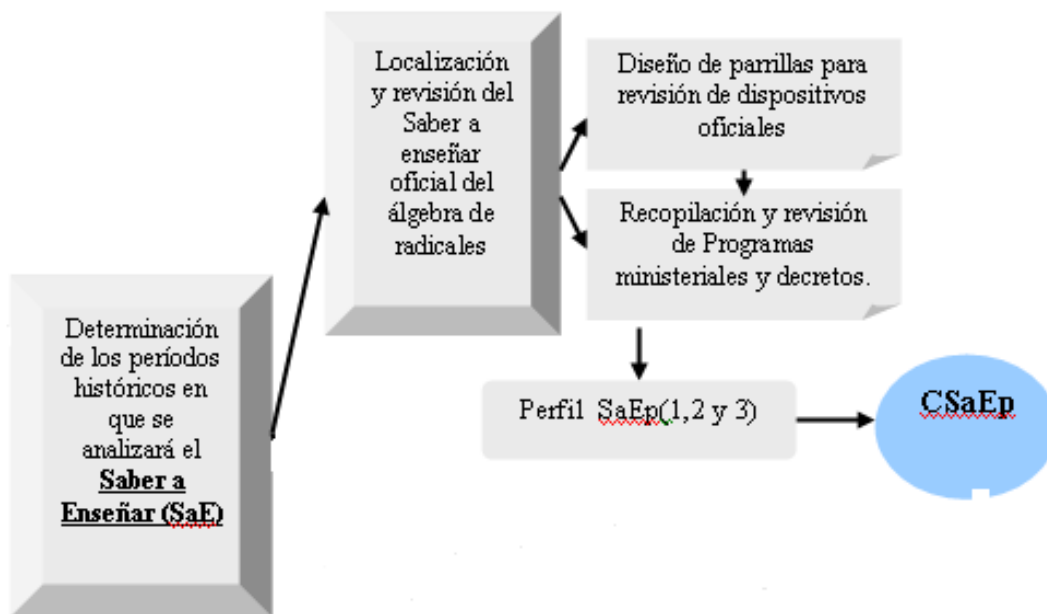 Determinación
de los períodos
históricos en
que se
analizará el
Saber a
Enseñar (SaE)
Localización
y revisión del
Saber a
enseñar
oficial del
álgebra de
radicales
Diseño de parrillas para
revisión de dispositivos
oficiales
Recopilación y revisión
de Programas
ministeriales y decretos.
Perfil SaEp(1,2 y 3)
CSaEp